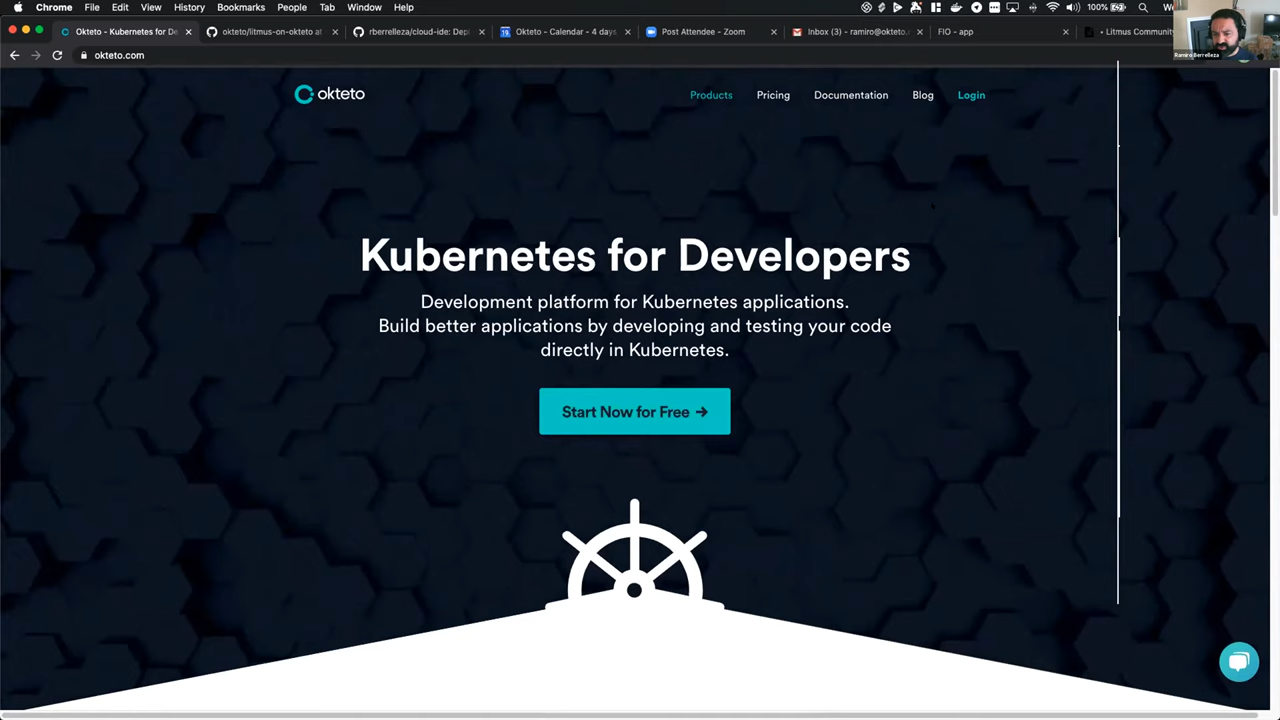 Chrome File Edit View History Bookmarks People Tab Window Help
100%
Okteto - Kubernetes for De
okteto/litmus-on-okteto at
rberrelleza/cloud-ide: Dep
Okteto - Calendar - 4 days
Post Attendee - Zoom
Inbox (3) - ramiro@okteto.
FIO - app
• Litmus Community
Ramiro Berrelleza
okteto.com
okteto
Products Pricing Documentation Blog Login
Kubernetes for Developers
Development platform for Kubernetes applications.
Build better applications by developing and testing your code
directly in Kubernetes.
Start Now for Free →